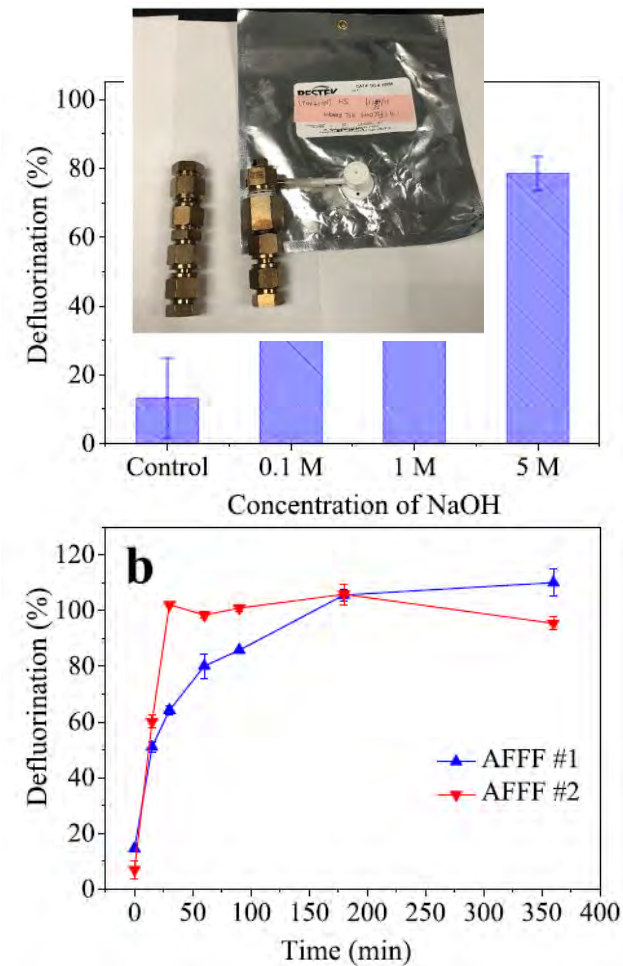 100
80
60
40
20
0
Defluorination (%)
RESTEK
Control 0.1 M 1 M 5 M
Concentration of NaOH
b
120
100
80
60
40
20
0
Defluorination (%)
AFFF #1
AFFF #2
0 50 100 150 200 250 300 350 400
Time (min)